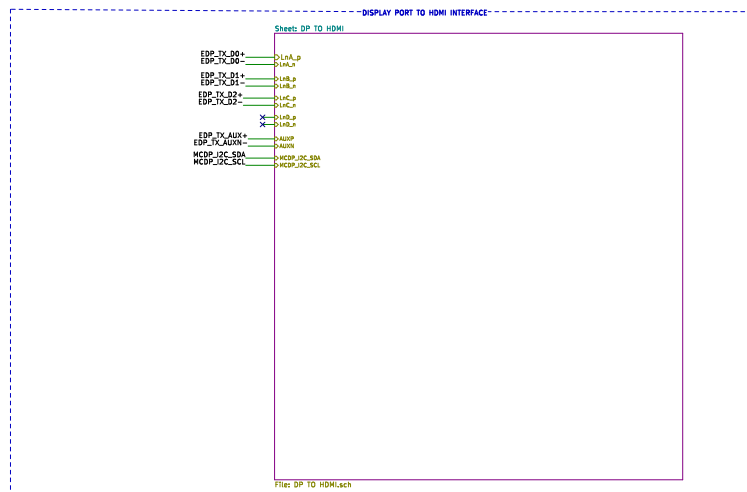 DISPLAY PORT TO HDMI INTERFACE
Sheet: DP TO HDMI
EDP_TX_D0+ LnA_p
EDP_TX_D0- LnA_n
EDP_TX_D1+ LnB_p
EDP_TX_D1- LnB_n
EDP_TX_D2+ LnC_p
EDP_TX_D2- LnC_n
LnD_p
LnD_n
EDP_TX_AUX+ AUXP
EDP_TX_AUXN- AUXN
MCDP_I2C_SDA MCDP_I2C_SDA
MCDP_I2C_SCL MCDP_I2C_SCL
File: DP TO HDMI.sch